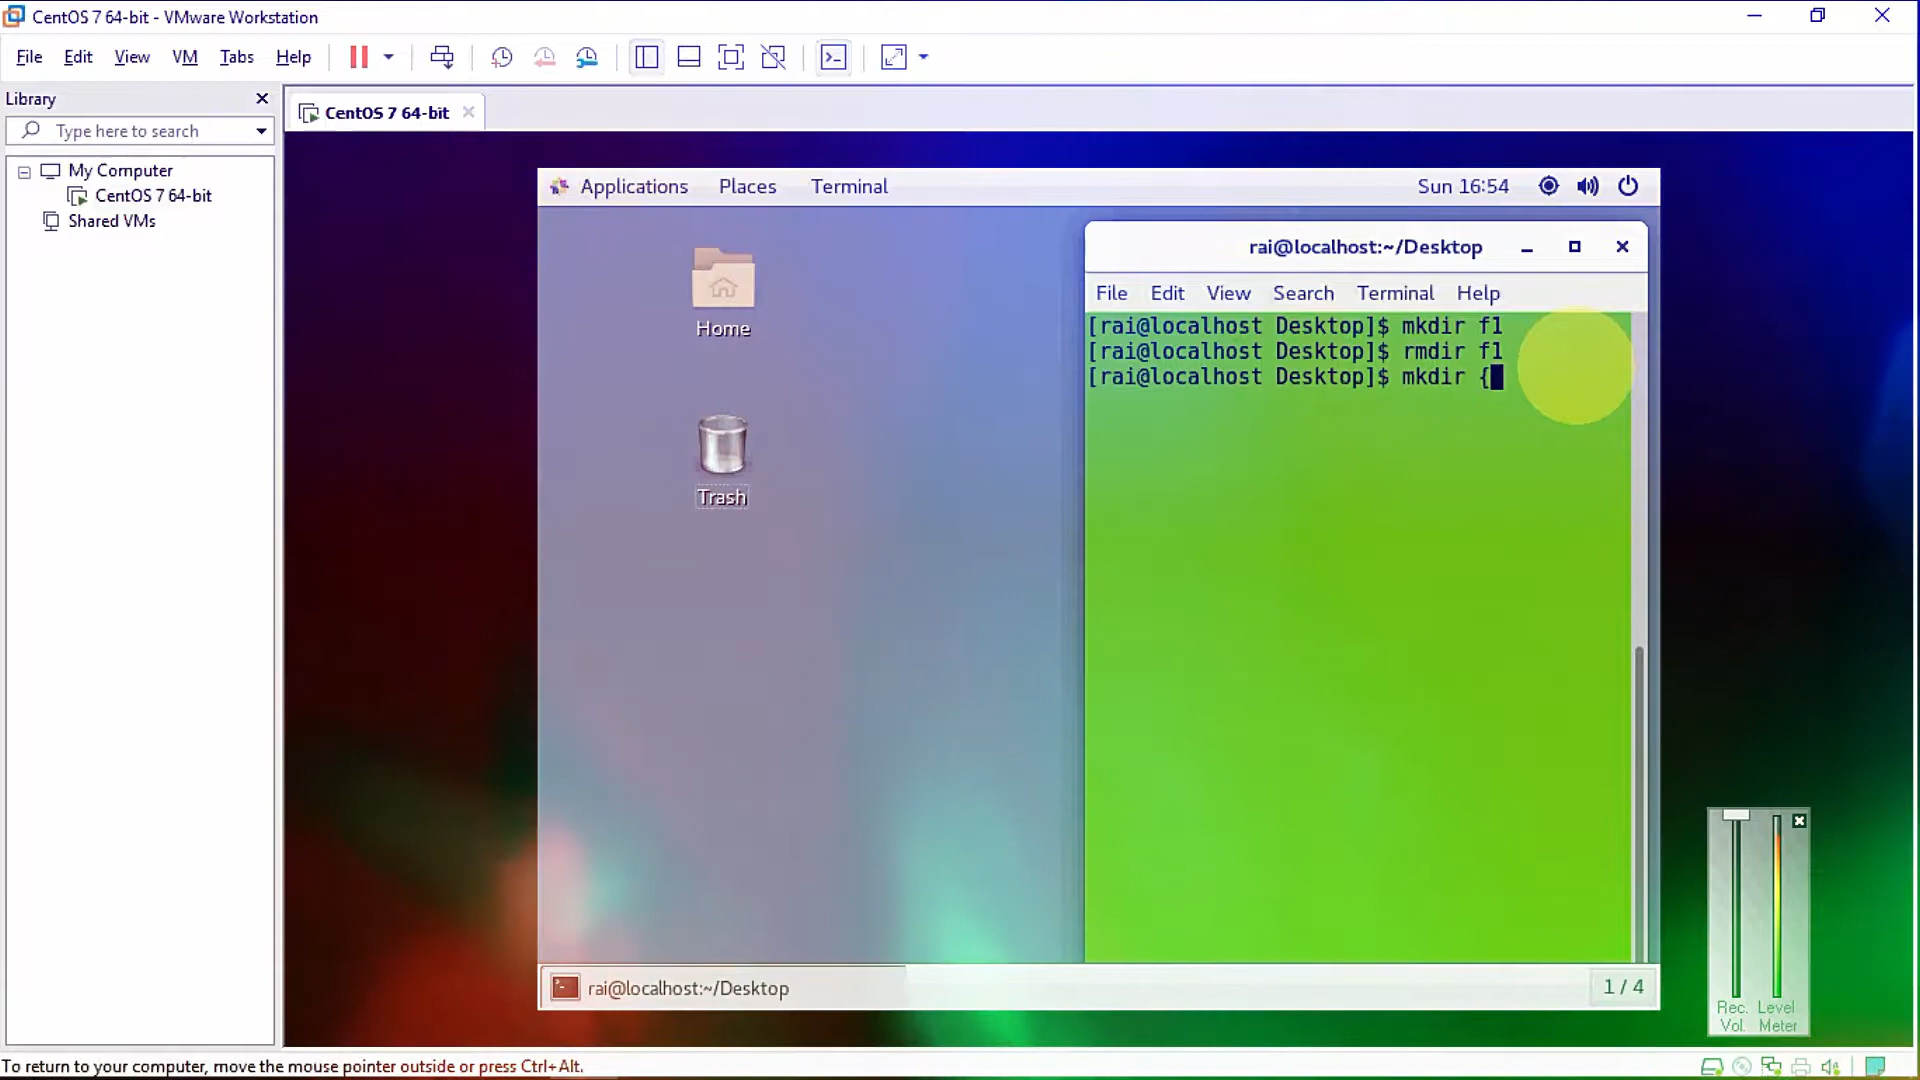 CentOS 7 64-bit - VMware Workstation
File Edit View VM Tabs Help
Library
Type here to search
My Computer
CentOS 7 64-bit
Shared VMs
CentOS 7 64-bit
Applications Places Terminal Sun 16:54
Home
Trash
rai@localhost:~/Desktop
File Edit View Search Terminal Help
[rai@localhost Desktop]$ mkdir f1
[rai@localhost Desktop]$ rmdir f1
[rai@localhost Desktop]$ mkdir {
rai@localhost:~/Desktop
1 / 4
Rec. Level
Vol. Meter
To return to your computer, move the mouse pointer outside or press Ctrl+Alt.